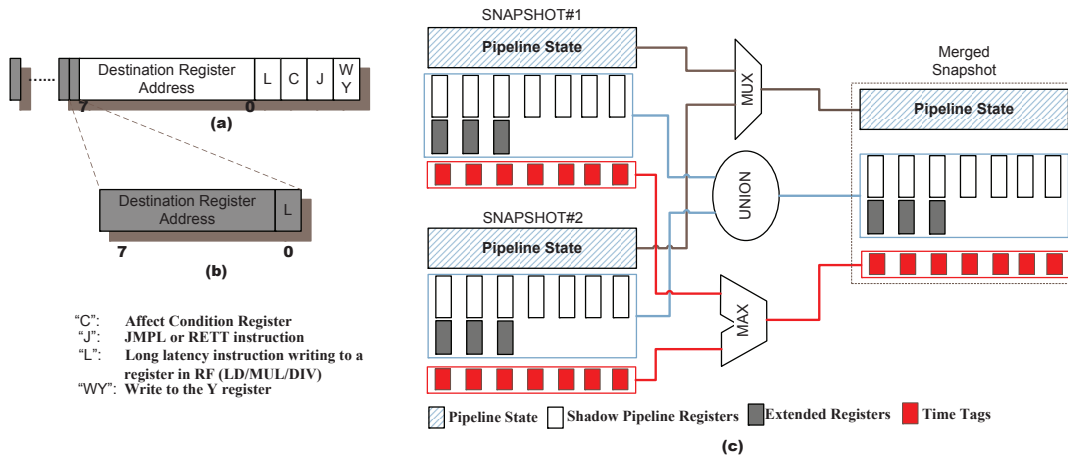 Destination Register
Address
L
C
J
W
Y
7
0
(a)
Destination Register
Address
L
7
0
(b)
“C”: Affect Condition Register
“J”: JMPL or RETT instruction
“L”: Long latency instruction writing to a
register in RF (LD/MUL/DIV)
“WY”: Write to the Y register
SNAPSHOT#1
Pipeline State
SNAPSHOT#2
Pipeline State
MUX
UNION
MAX
Merged
Snapshot
Pipeline State
Pipeline State
Shadow Pipeline Registers
Extended Registers
Time Tags
(c)